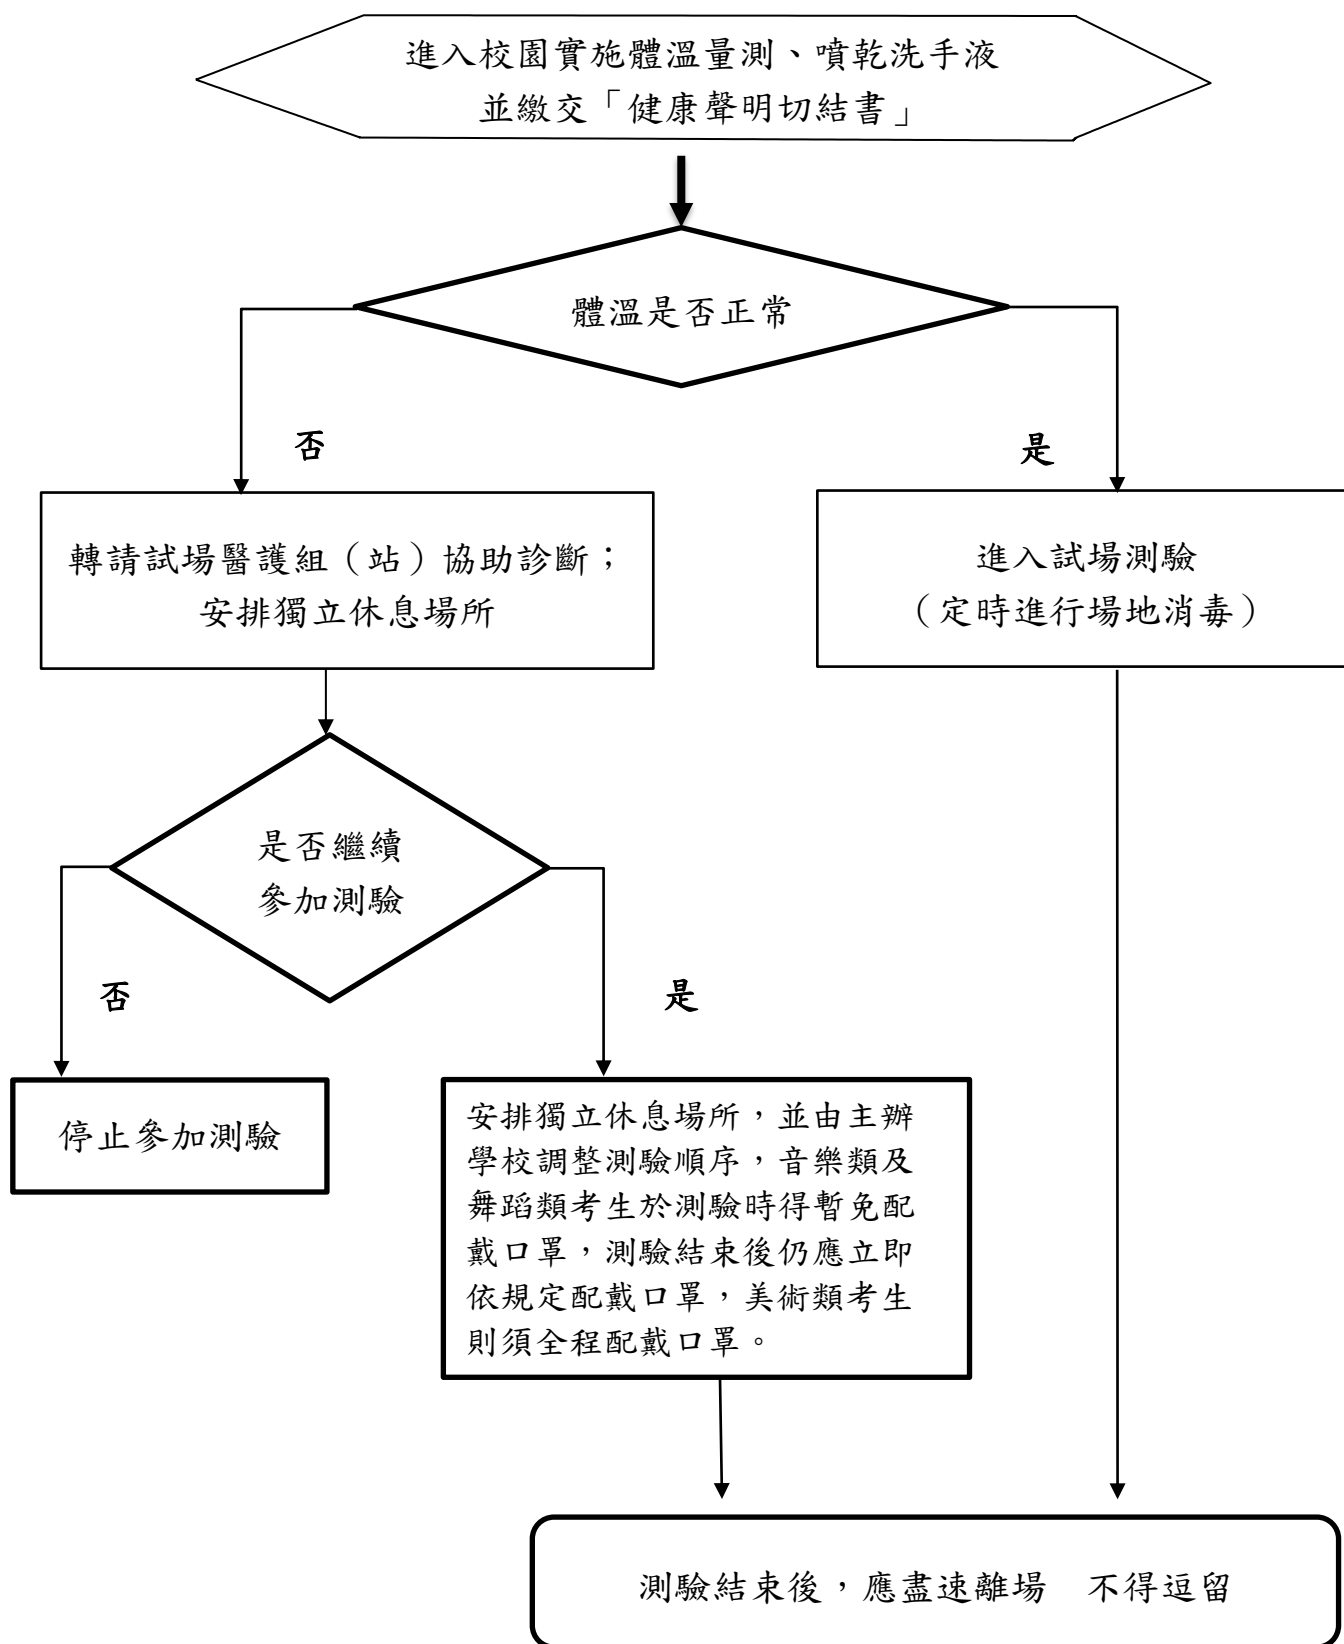 進入校園實施體溫量測、噴乾洗手液
並繳交「健康聲明切結書」
體溫是否正常
否
是
轉請試場醫護組（站）協助診斷；
安排獨立休息場所
進入試場測驗
（定時進行場地消毒）
是否繼續
參加測驗
否
是
停止參加測驗
安排獨立休息場所，並由主辦
學校調整測驗順序，音樂類及
舞蹈類考生於測驗時得暫免配
戴口罩，測驗結束後仍應立即
依規定配戴口罩，美術類考生
則須全程配戴口罩。
測驗結束後，應盡速離場　不得逗留